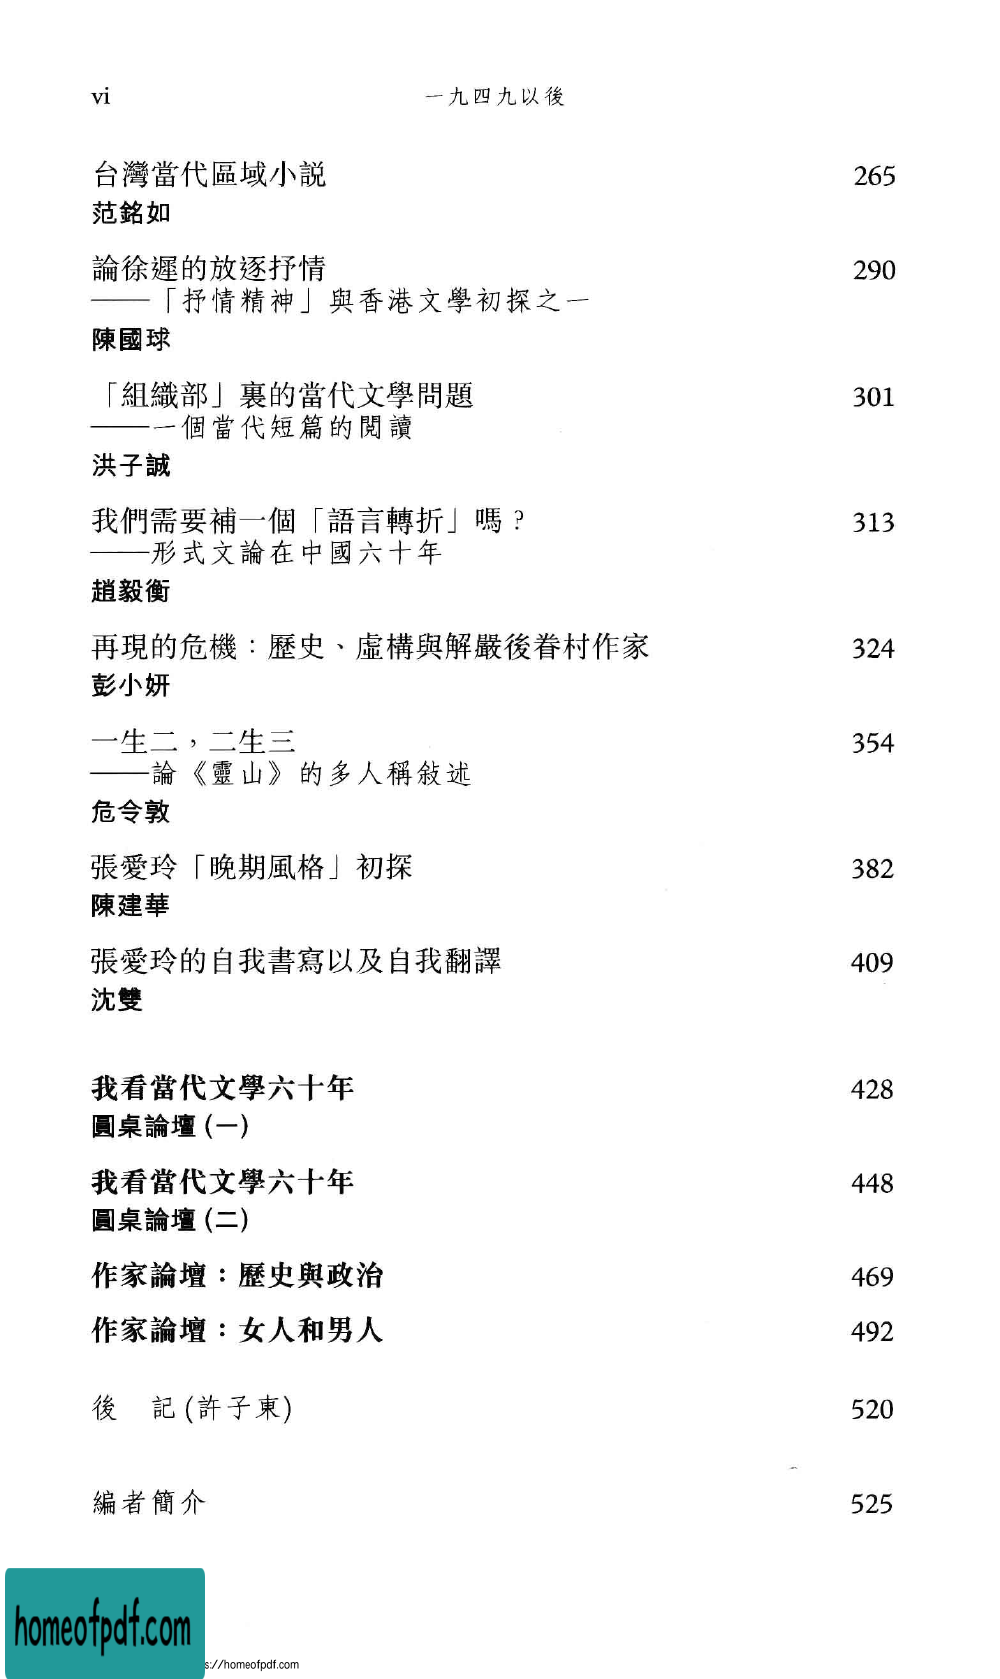 vi 一九四九以後
台灣當代區域小説 265
范銘如
論徐遲的放逐抒情 290
——「抒情精神」與香港文學初探之一
陳國球
「組織部」裏的當代文學問題 301
——一個當代短篇的閱讀
洪子誠
我們需要補一個「語言轉折」嗎？ 313
——形式文論在中國六十年
趙毅衡
再現的危機：歷史、虛構與解嚴後眷村作家 324
彭小妍
一生二，二生三 354
——論《靈山》的多人稱敍述
危令敦
張愛玲「晚期風格」初探 382
陳建華
張愛玲的自我書寫以及自我翻譯 409
沈雙
我看當代文學六十年 428
圓桌論壇(一)
我看當代文學六十年 448
圓桌論壇(二)
作家論壇：歷史與政治 469
作家論壇：女人和男人 492
後　記(許子東) 520
編者簡介 525
homeofpdf.com
s://homeofpdf.com